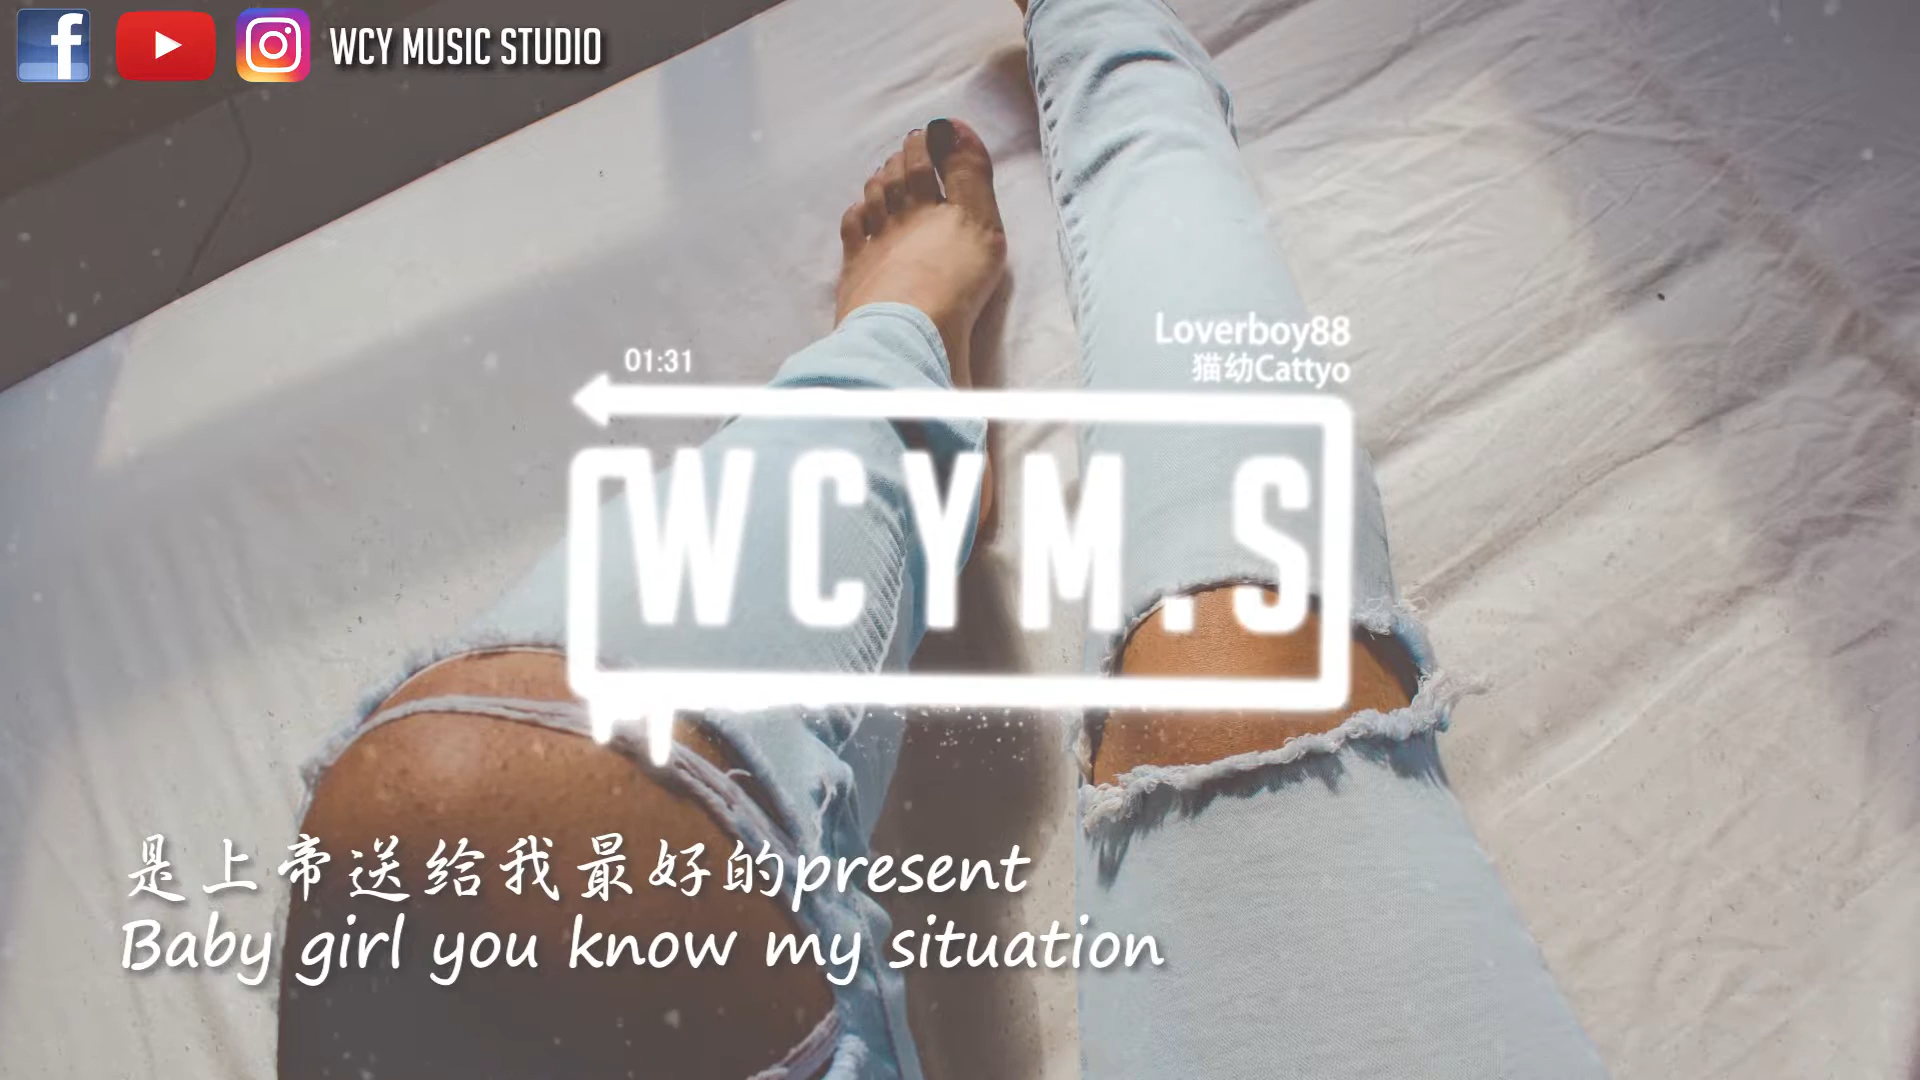 WCY MUSIC STUDIO
Loverboy88
猫幼Cattyo
01:31
WCYM.S
是上帝送给我最好的present
Baby girl you know my situation